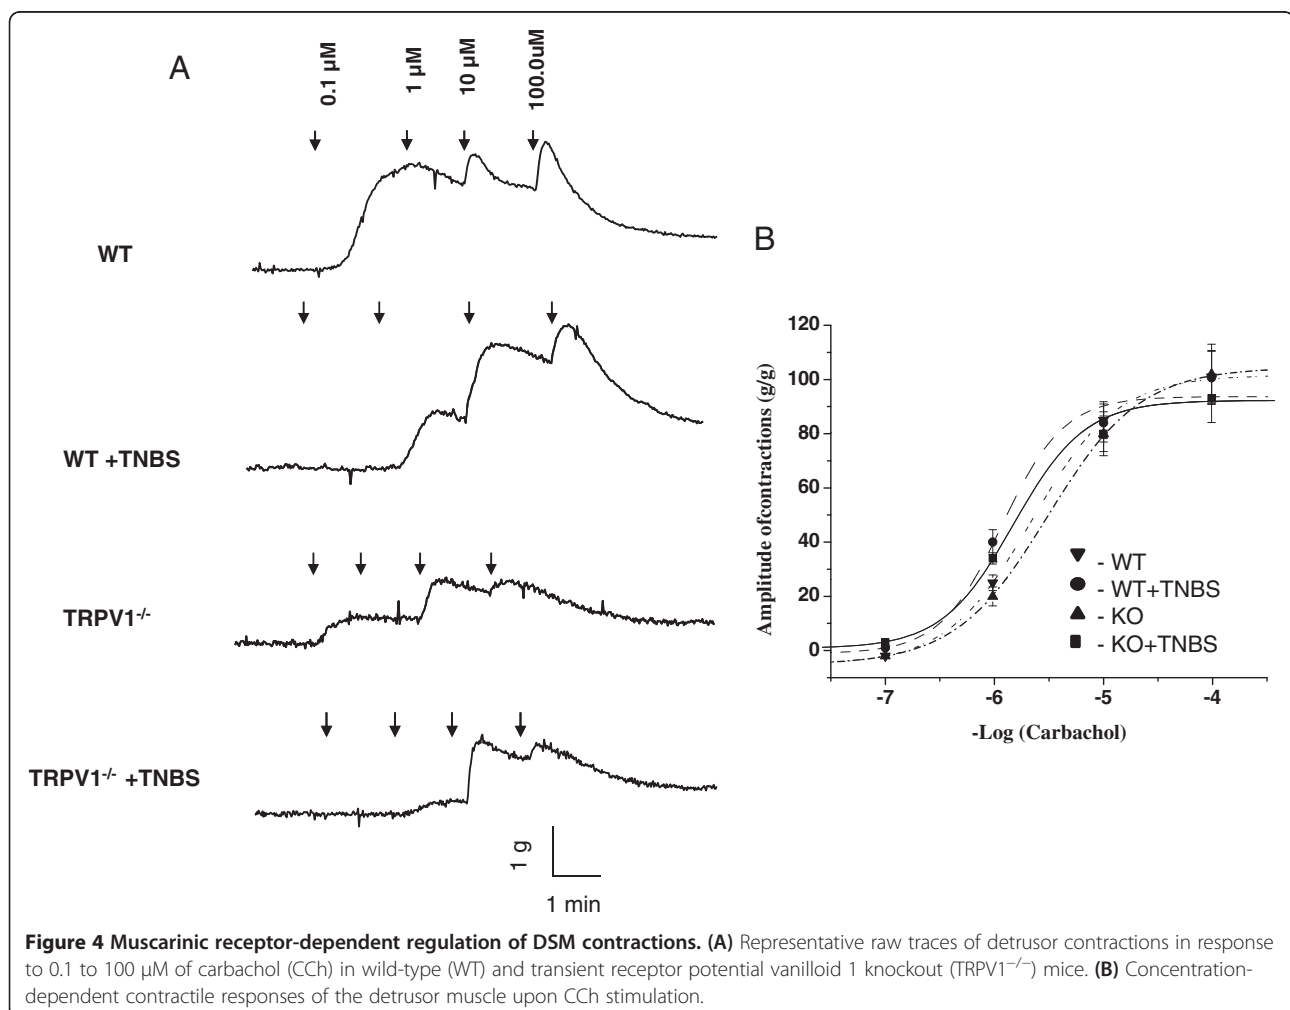 A
0.1 µM
1 µM
10 µM
100.0uM
WT
WT +TNBS
TRPV1-/-
TRPV1-/- +TNBS
1 g
1 min
B
Amplitude ofcontractions (g/g)
120
100
80
60
40
20
0
-7
-6
-5
-4
-Log (Carbachol)
- WT
- WT+TNBS
- KO
- KO+TNBS
Figure 4 Muscarinic receptor-dependent regulation of DSM contractions. (A) Representative raw traces of detrusor contractions in response
to 0.1 to 100 µM of carbachol (CCh) in wild-type (WT) and transient receptor potential vanilloid 1 knockout (TRPV1−/−) mice. (B) Concentration-
dependent contractile responses of the detrusor muscle upon CCh stimulation.